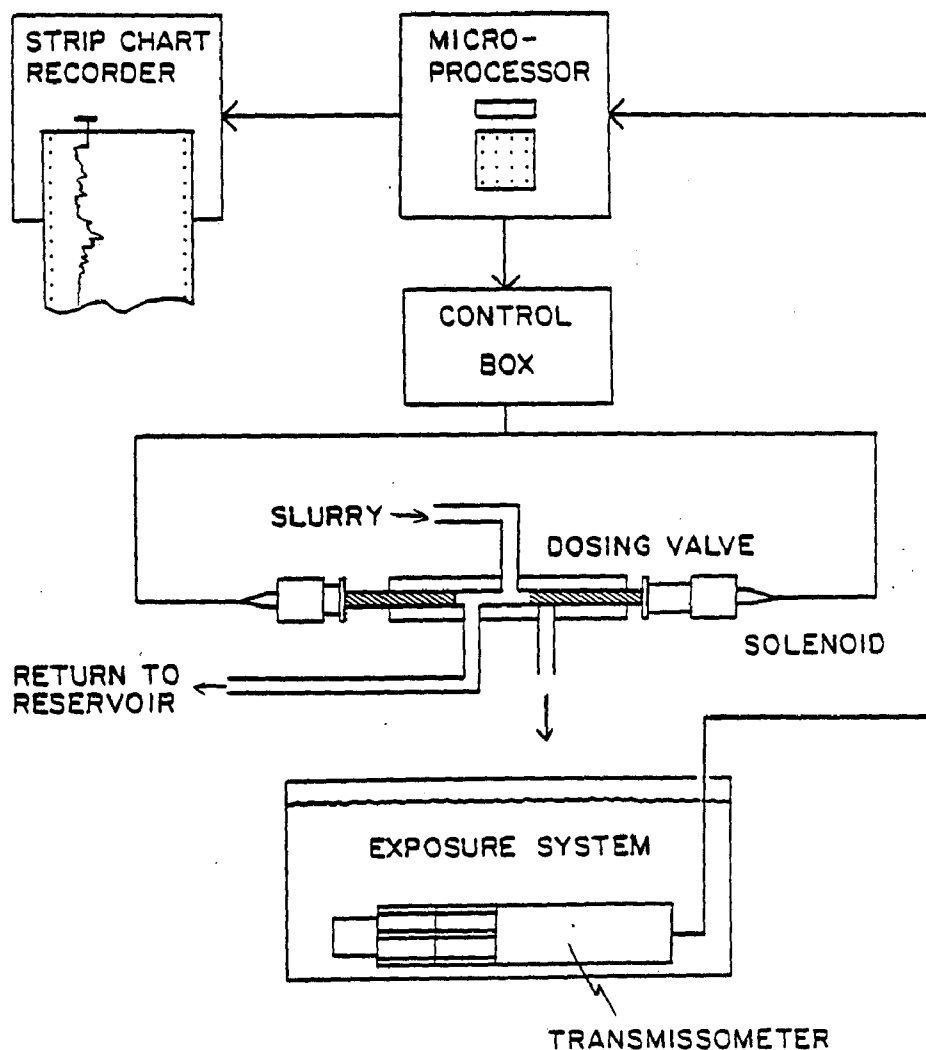 STRIP CHART
RECORDER
MICRO-
PROCESSOR
CONTROL
BOX
SLURRY
DOSING VALVE
SOLENOID
RETURN TO
RESERVOIR
EXPOSURE SYSTEM
TRANSMISSOMETER